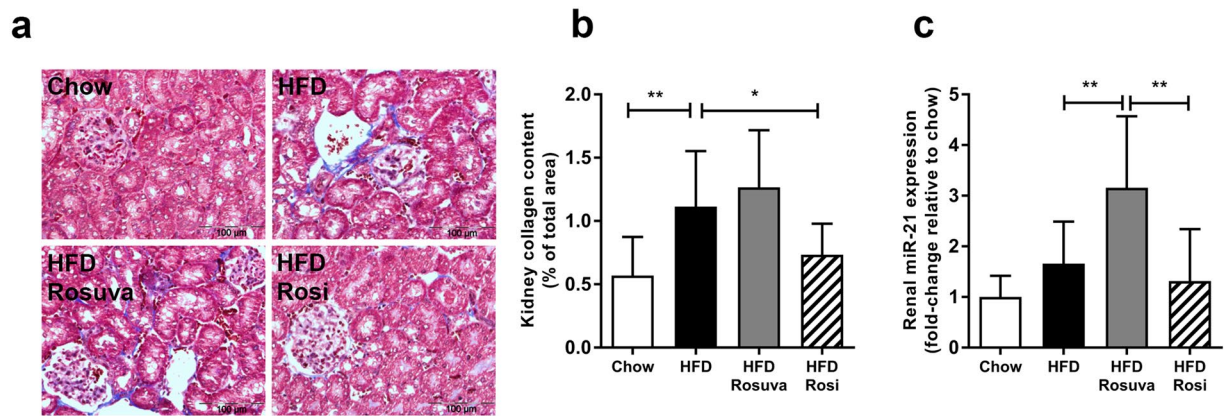 a
Chow
100 µm
HFD
100 µm
HFD
Rosuva
100 µm
HFD
Rosi
100 µm
b
Kidney collagen content
(% of total area)
2.0
1.5
1.0
0.5
0.0
**
*
Chow
HFD
HFD
Rosuva
HFD
Rosi
c
Renal miR-21 expression
(fold-change relative to chow)
5
4
3
2
1
0
**
**
Chow
HFD
HFD
Rosuva
HFD
Rosi